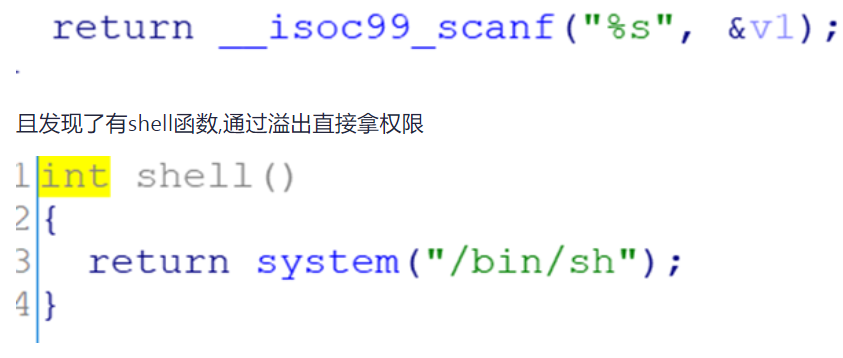 return __isoc99_scanf("%s", &v1);
且发现了有shell函数,通过溢出直接拿权限
1 int shell()
2 {
3 return system("/bin/sh");
4 }